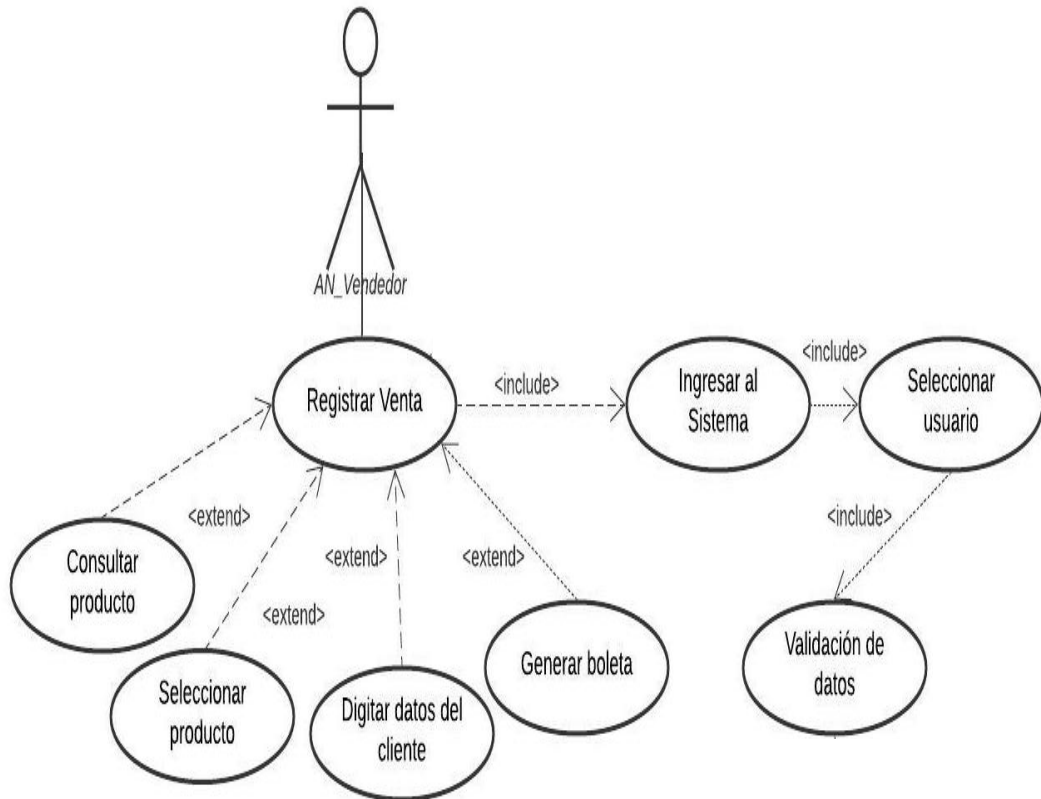 AN_Vendedor
Registrar Venta
<include>
Ingresar al
Sistema
<include>
Seleccionar
usuario
<include>
Validación de
datos
<extend>
Consultar
producto
<extend>
Seleccionar
producto
<extend>
Digitar datos del
cliente
<extend>
Generar boleta